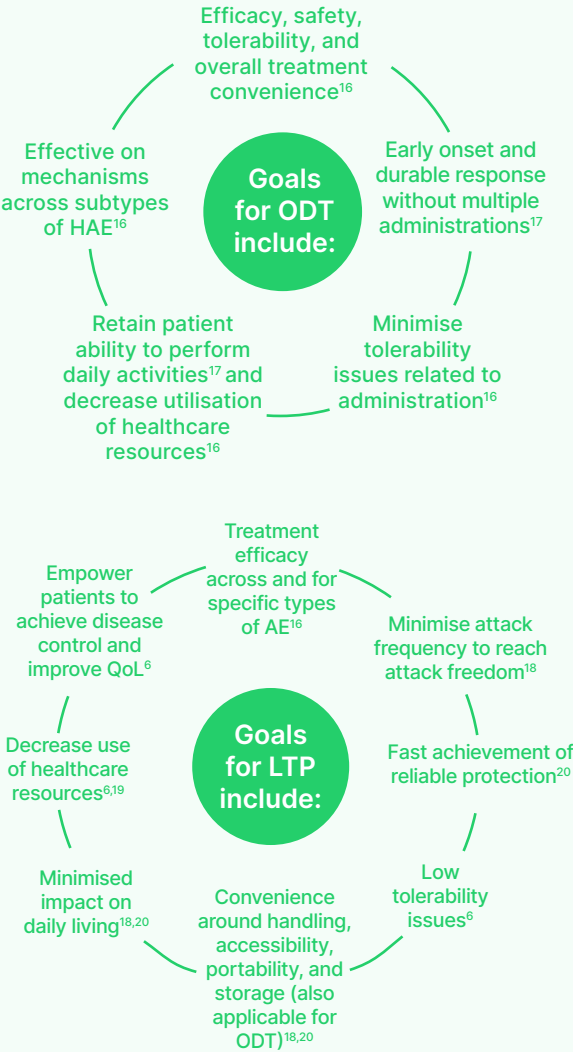 Efficacy, safety,
tolerability, and
overall treatment
convenience¹⁶
Early onset and
durable response
without multiple
administrations¹⁷
Minimise
tolerability
issues related to
administration¹⁶
Retain patient
ability to perform
daily activities¹⁷ and
decrease utilisation
of healthcare
resources¹⁶
Effective on
mechanisms
across subtypes
of HAE¹⁶
Goals
for ODT
include:
Treatment
efficacy
across and for
specific types
of AE¹⁶
Minimise attack
frequency to reach
attack freedom¹⁸
Fast achievement of
reliable protection²⁰
Low
tolerability
issues⁶
Convenience
around handling,
accessibility,
portability, and
storage (also
applicable for
ODT)¹⁸,²⁰
Minimised
impact on
daily living¹⁸,²⁰
Decrease use
of healthcare
resources⁶,¹⁹
Empower
patients to
achieve disease
control and
improve QoL⁶
Goals
for LTP
include: